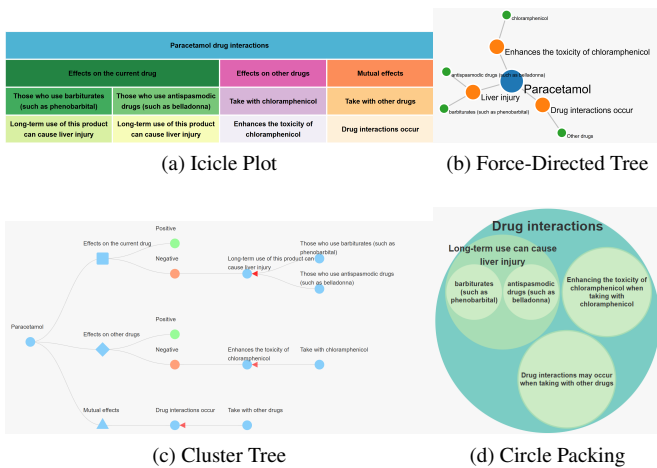 Paracetamol drug interactions
Effects on the current drug
Effects on other drugs
Mutual effects
Those who use barbiturates
(such as phenobarbital)
Those who use antispasmodic
drugs (such as belladonna)
Take with chloramphenicol
Take with other drugs
Long-term use of this product
can cause liver injury
Long-term use of this product
can cause liver injury
Enhances the toxicity of
chloramphenicol
Drug interactions occur
(a) Icicle Plot
chloramphenicol
Enhances the toxicity of chloramphenicol
antispasmodic drugs (such as belladonna)
Paracetamol
Liver injury
barbiturates (such as phenobarbital)
Drug interactions occur
Other drugs
(b) Force-Directed Tree
Positive
Effects on the current drug
Negative
Long-term use of this product can
cause liver injury
Those who use barbiturates (such as
phenobarbital)
Those who use antispasmodic drugs
(such as belladonna)
Paracetamol
Positive
Effects on other drugs
Negative
Enhances the toxicity of
chloramphenicol
Take with chloramphenicol
Mutual effects
Drug interactions occur
Take with other drugs
(c) Cluster Tree
Drug interactions
Long-term use can cause
liver injury
barbiturates
(such as
phenobarbital)
antispasmodic
drugs (such as
belladonna)
Enhancing the toxicity of
chloramphenicol when
taking with
chloramphenicol
Drug interactions may occur
when taking with other drugs
(d) Circle Packing